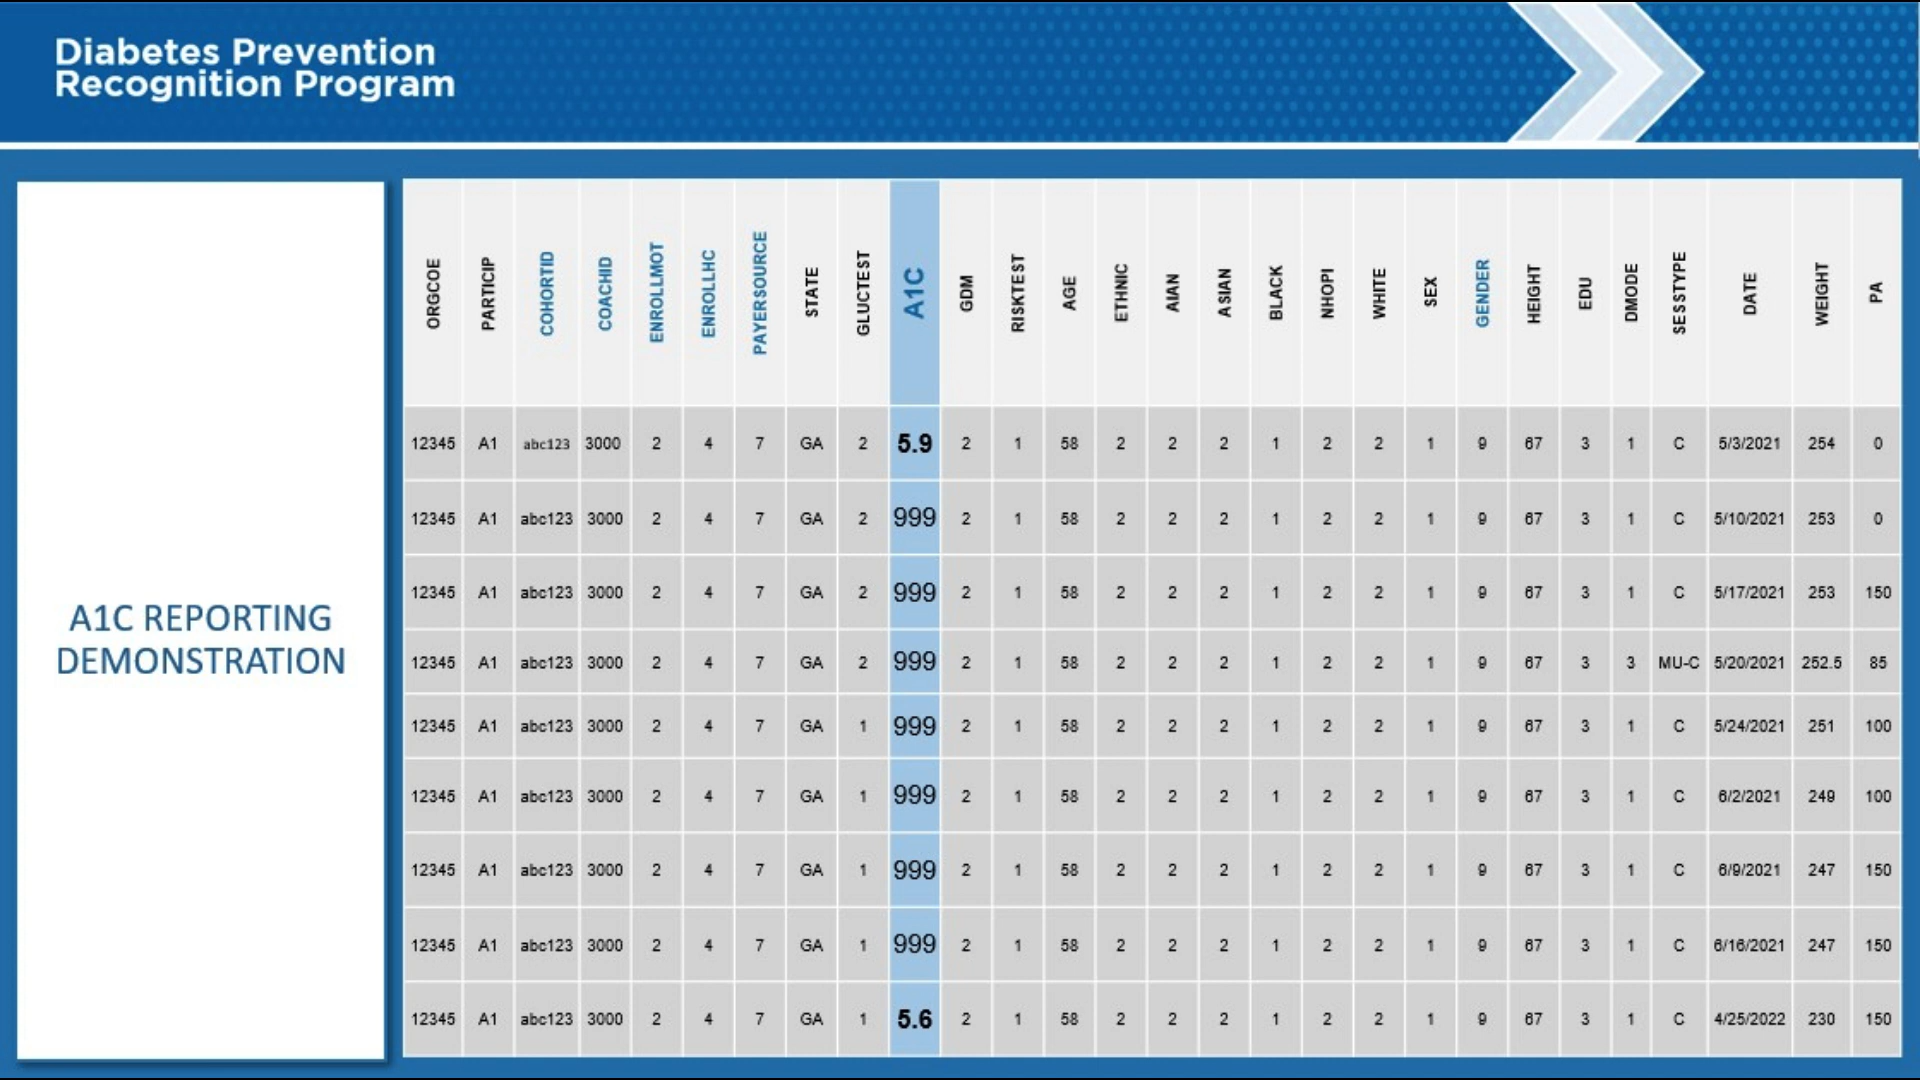 Diabetes Prevention
Recognition Program
A1C REPORTING
DEMONSTRATION
ORGCOE PARTICIP COHORTID COACHID ENROLLMOT ENROLLHC PAYERSOURCE STATE GLUCTEST A1C GDM RISKTEST AGE ETHNIC AIAN ASIAN BLACK NHOPI WHITE SEX GENDER HEIGHT EDU DMODE SESSTYPE DATE WEIGHT PA
12345 A1 abc123 3000 2 4 7 GA 2 5.9 2 1 58 2 2 2 1 2 2 1 9 67 3 1 C 5/3/2021 254 0
12345 A1 abc123 3000 2 4 7 GA 2 999 2 1 58 2 2 2 1 2 2 1 9 67 3 1 C 5/10/2021 253 0
12345 A1 abc123 3000 2 4 7 GA 2 999 2 1 58 2 2 2 1 2 2 1 9 67 3 1 C 5/17/2021 253 150
12345 A1 abc123 3000 2 4 7 GA 2 999 2 1 58 2 2 2 1 2 2 1 9 67 3 3 MU-C 5/20/2021 252.5 85
12345 A1 abc123 3000 2 4 7 GA 1 999 2 1 58 2 2 2 1 2 2 1 9 67 3 1 C 5/24/2021 251 100
12345 A1 abc123 3000 2 4 7 GA 1 999 2 1 58 2 2 2 1 2 2 1 9 67 3 1 C 6/2/2021 249 100
12345 A1 abc123 3000 2 4 7 GA 1 999 2 1 58 2 2 2 1 2 2 1 9 67 3 1 C 6/9/2021 247 150
12345 A1 abc123 3000 2 4 7 GA 1 999 2 1 58 2 2 2 1 2 2 1 9 67 3 1 C 6/16/2021 247 150
12345 A1 abc123 3000 2 4 7 GA 1 5.6 2 1 58 2 2 2 1 2 2 1 9 67 3 1 C 4/25/2022 230 150